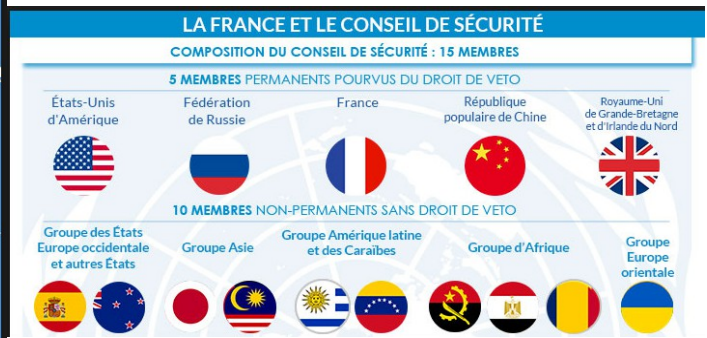 LA FRANCE ET LE CONSEIL DE SÉCURITÉ
COMPOSITION DU CONSEIL DE SÉCURITÉ : 15 MEMBRES
5 MEMBRES PERMANENTS POURVUS DU DROIT DE VETO
États-Unis
d'Amérique
Fédération
de Russie
France
République
populaire de Chine
Royaume-Uni
de Grande-Bretagne
et d'Irlande du Nord
10 MEMBRES NON-PERMANENTS SANS DROIT DE VETO
Groupe des États
Europe occidentale
et autres États
Groupe Asie
Groupe Amérique latine
et des Caraïbes
Groupe d'Afrique
Groupe
Europe
orientale